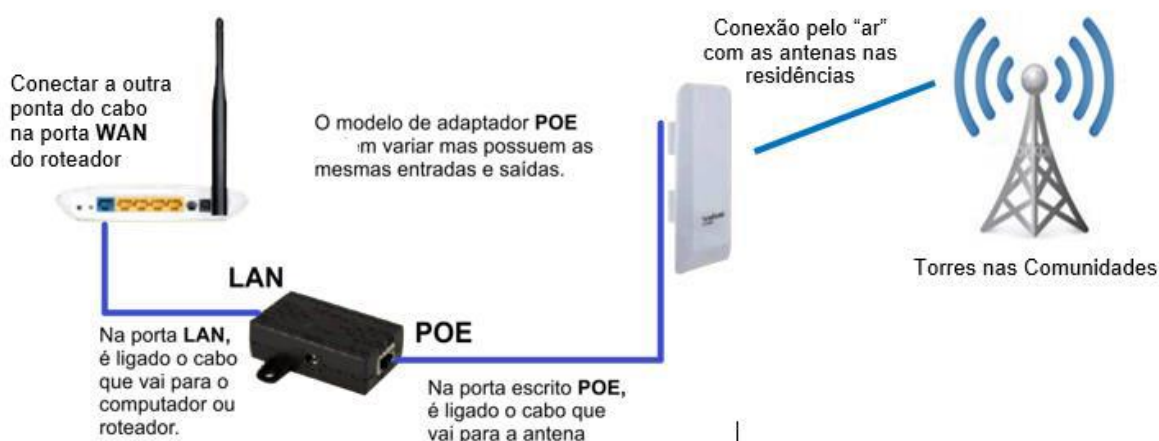 Conectar a outra
ponta do cabo
na porta WAN
do roteador
O modelo de adaptador POE
variar mas possuem as
mesmas entradas e saídas.
Conexão pelo “ar”
com as antenas nas
residências
Torres nas Comunidades
LAN
Na porta LAN,
é ligado o cabo
que vai para o
computador ou
roteador.
POE
Na porta escrito POE,
é ligado o cabo que
vai para a antena